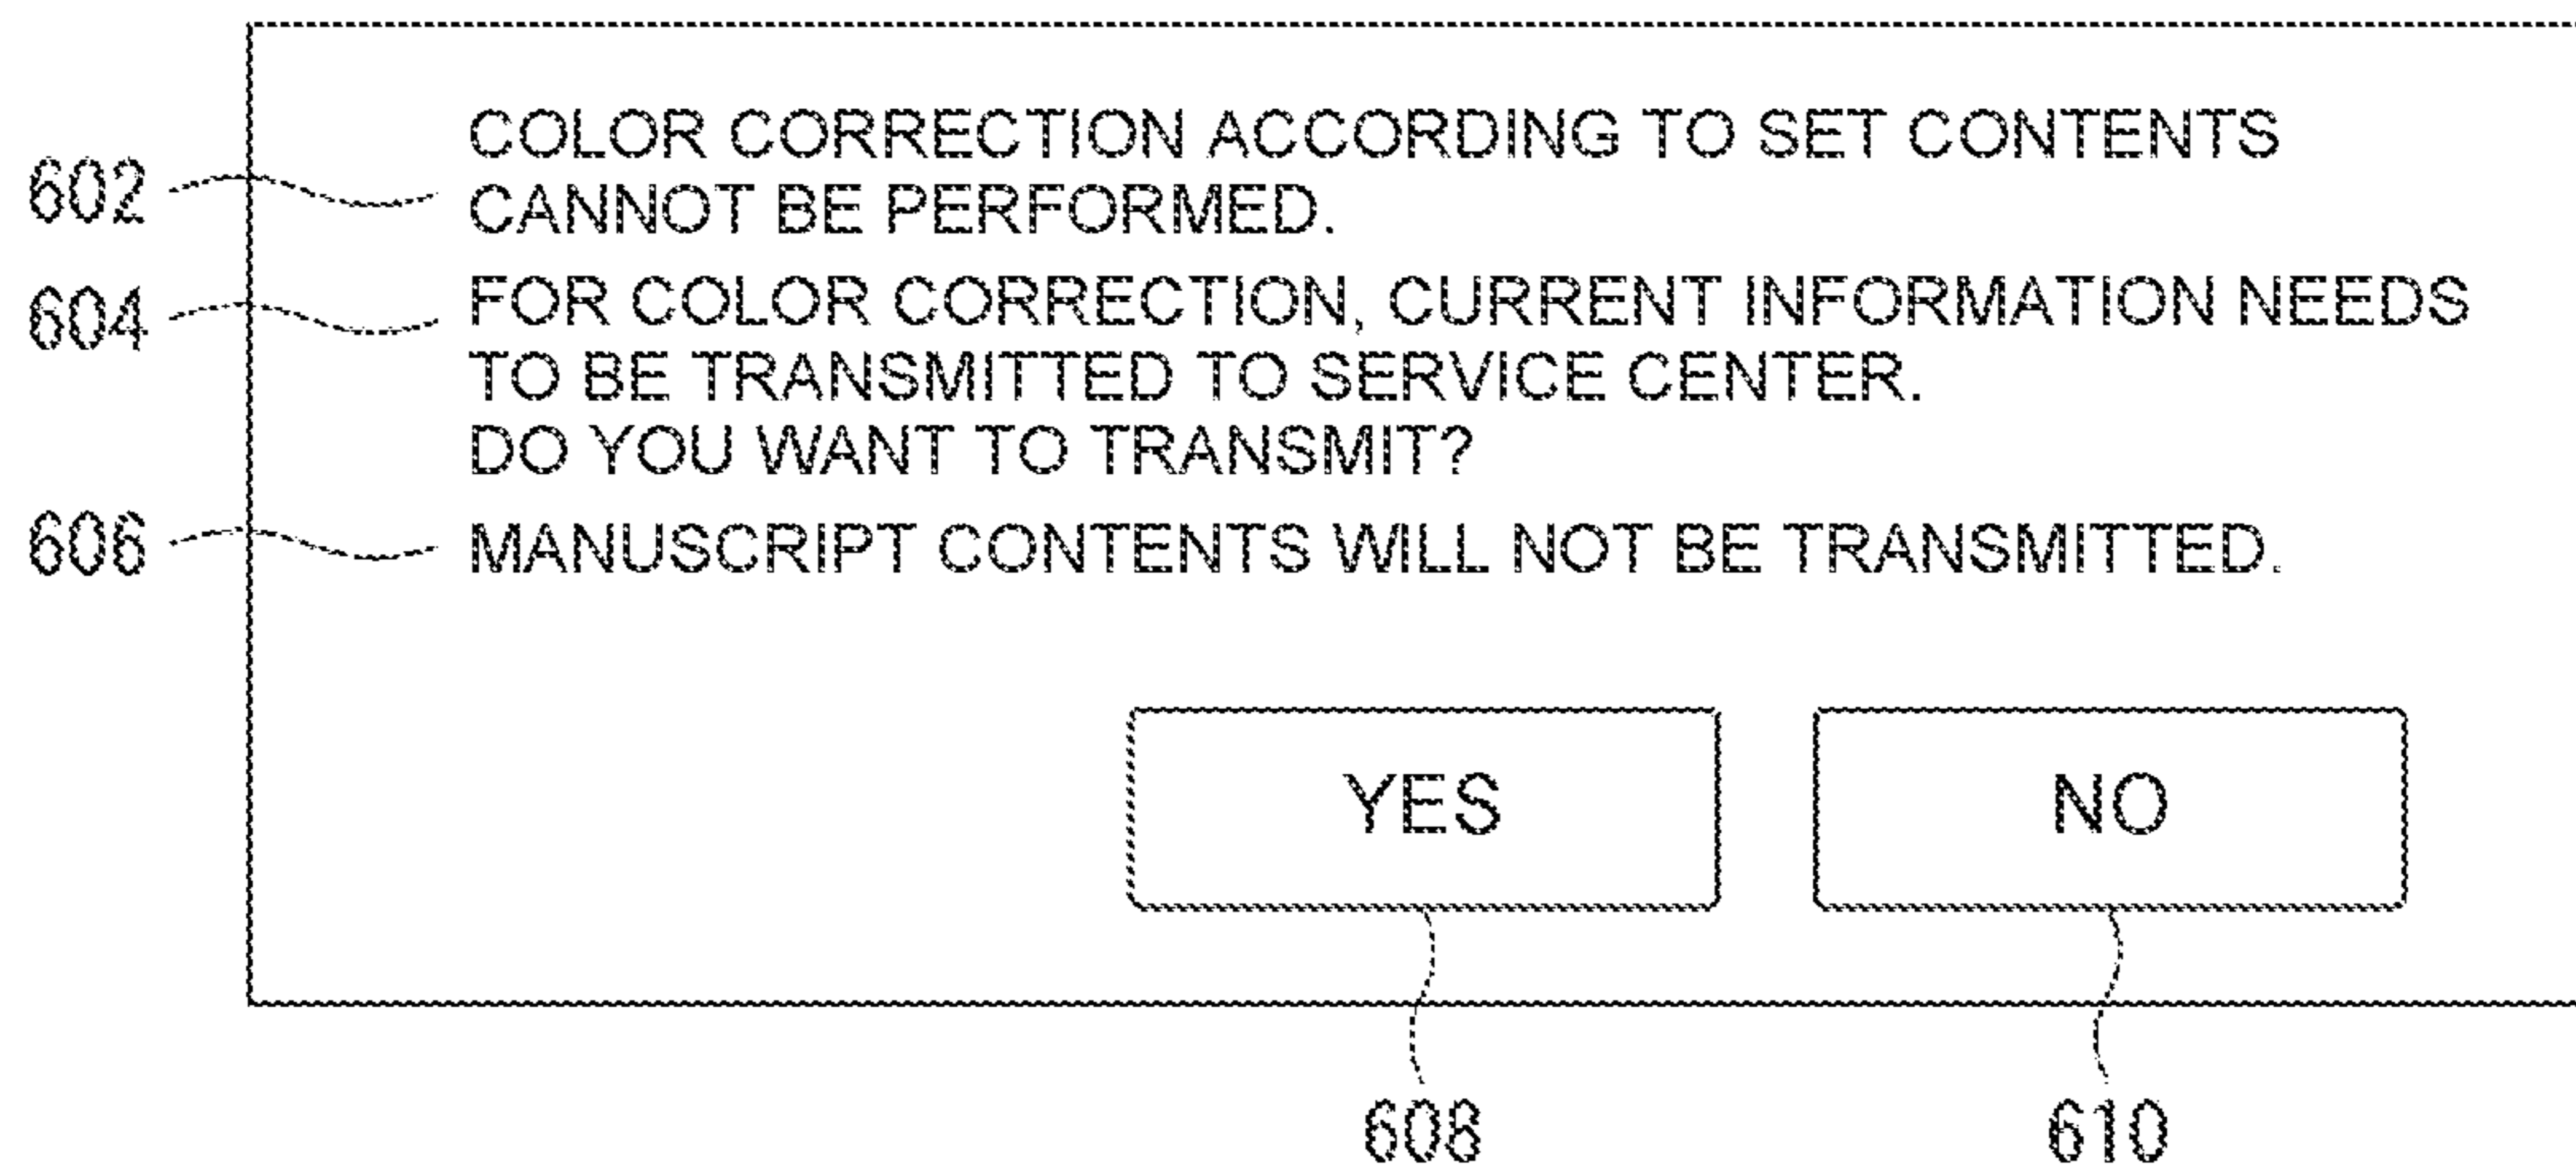 COLOR CORRECTION ACCORDING TO SET CONTENTS
602 CANNOT BE PERFORMED.
604 FOR COLOR CORRECTION, CURRENT INFORMATION NEEDS
TO BE TRANSMITTED TO SERVICE CENTER.
DO YOU WANT TO TRANSMIT?
606 MANUSCRIPT CONTENTS WILL NOT BE TRANSMITTED.
YES NO
608 610